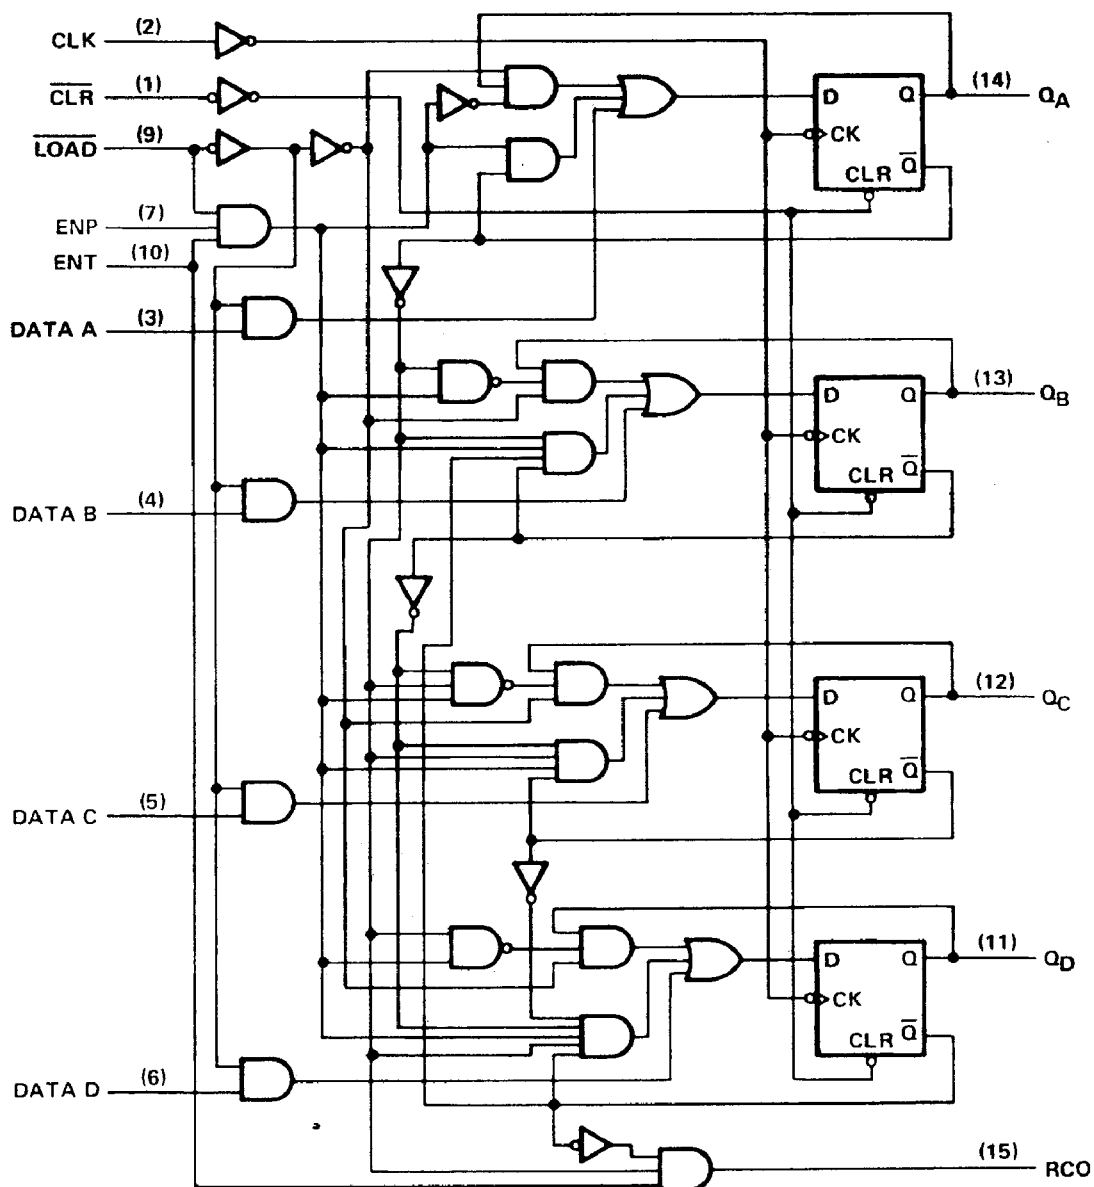 CLK (2)
CLR (1)
LOAD (9)
ENP (7)
ENT (10)
DATA A (3)
D Q (14) QA
CK
CLR Q
DATA B (4)
D Q (13) QB
CK
CLR Q
DATA C (5)
D Q (12) QC
CK
CLR Q
DATA D (6)
D Q (11) QD
CK
CLR Q
(15) RCO